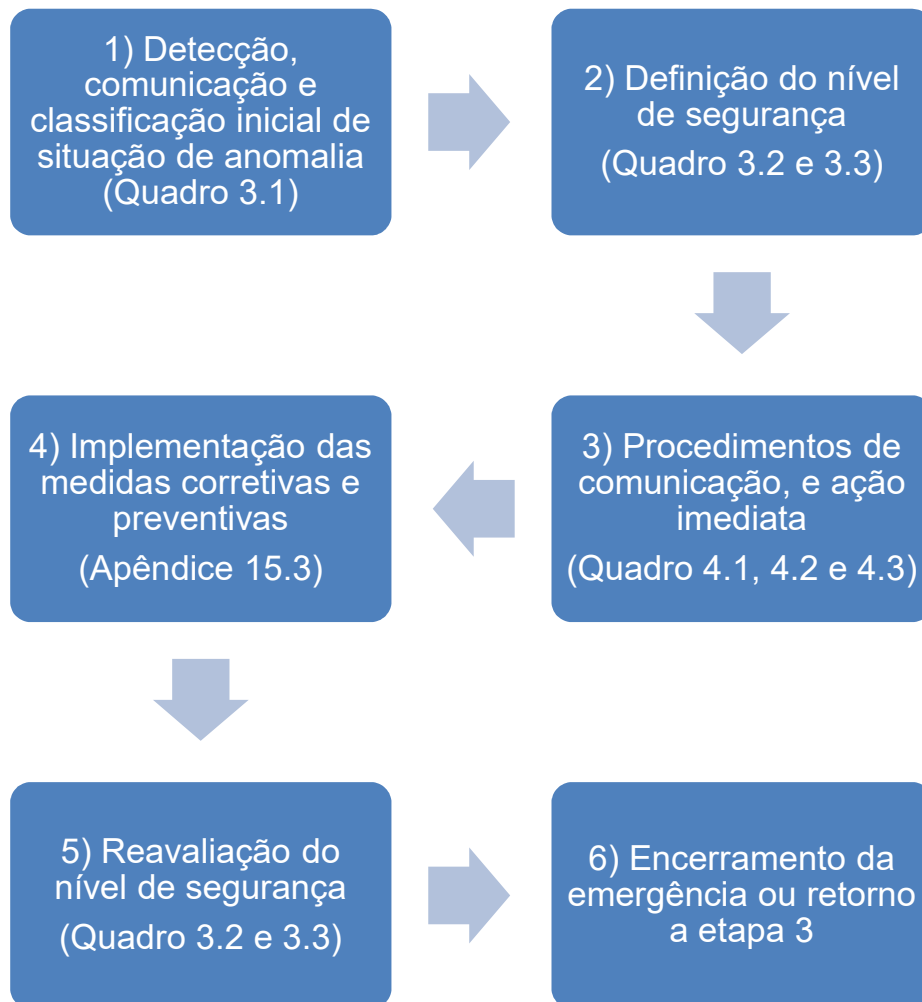 1) Detecção,
comunicação e
classificação inicial de
situação de anomalia
(Quadro 3.1)
2) Definição do nível
de segurança
(Quadro 3.2 e 3.3)
3) Procedimentos de
comunicação, e ação
imediata
(Quadro 4.1, 4.2 e 4.3)
4) Implementação das
medidas corretivas e
preventivas
(Apêndice 15.3)
5) Reavaliação do
nível de segurança
(Quadro 3.2 e 3.3)
6) Encerramento da
emergência ou retorno
a etapa 3